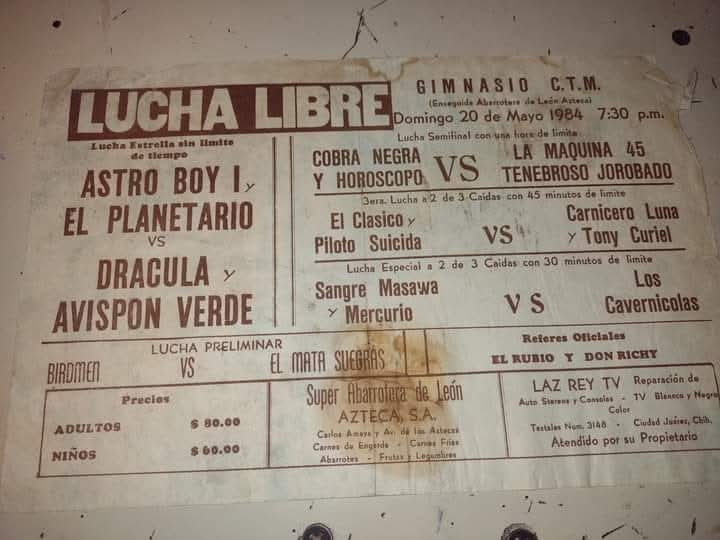 LUCHA LIBRE
GIMNASIO C.T.M.
(Enseguida Abarrotera de León Azteca)
Domingo 20 de Mayo 1984 7:30 p.m.
Lucha Estrella sin limite
de tiempo
ASTRO BOY I y
EL PLANETARIO
VS
DRACULA y
AVISPON VERDE
Lucha Semifinal con una hora de limite
COBRA NEGRA
Y HOROSCOPO
VS
LA MAQUINA 45
TENEBROSO JOROBADO
3era. Lucha a 2 de 3 Caidas con 45 minutos de limite
El Clasico y
Piloto Suicida
VS
Carnicero Luna
y Tony Curiel
Lucha Especial a 2 de 3 Caidas con 30 minutos de limite
Sangre Masawa
y Mercurio
VS
Los
Cavernicolas
LUCHA PRELIMINAR
BIRDMEN VS EL MATA SUEGRAS
Referes Oficiales
EL RUBIO Y DON RICHY
Precios
ADULTOS $ 80.00
NIÑOS $ 60.00
Super Abarrotera de León
AZTECA, S.A.
Carlos Amaya y Av. de los Aztecas
Carnes de Engorda - Carnes Frias
Abarrotes - Frutas y Legumbres
LAZ REY TV Reparación de
Auto Stereos y Consolas - TV Blanco y Negro
Color
Textales Num. 3148 - Ciudad Juárez, Chih.
Atendido por su Propietario